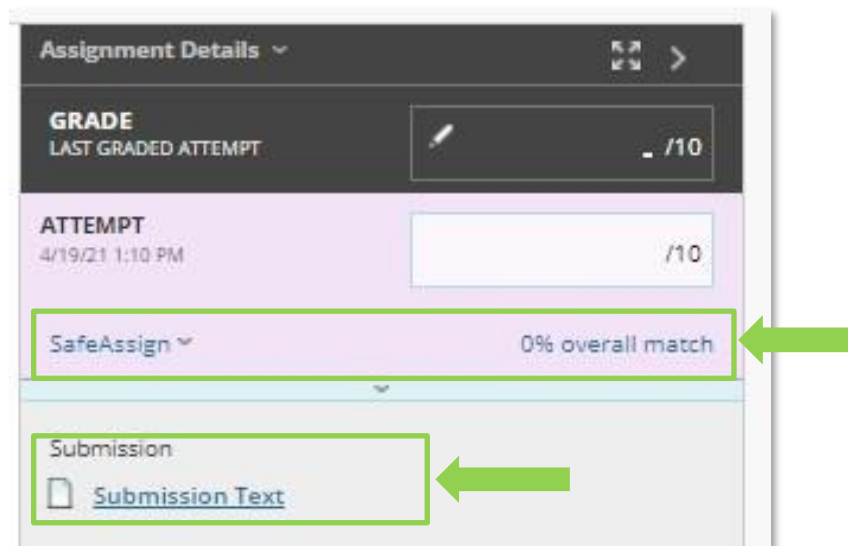 Assignment Details
GRADE
LAST GRADED ATTEMPT
- /10
ATTEMPT
4/19/21 1:10 PM
/10
SafeAssign 0% overall match
Submission
Submission Text